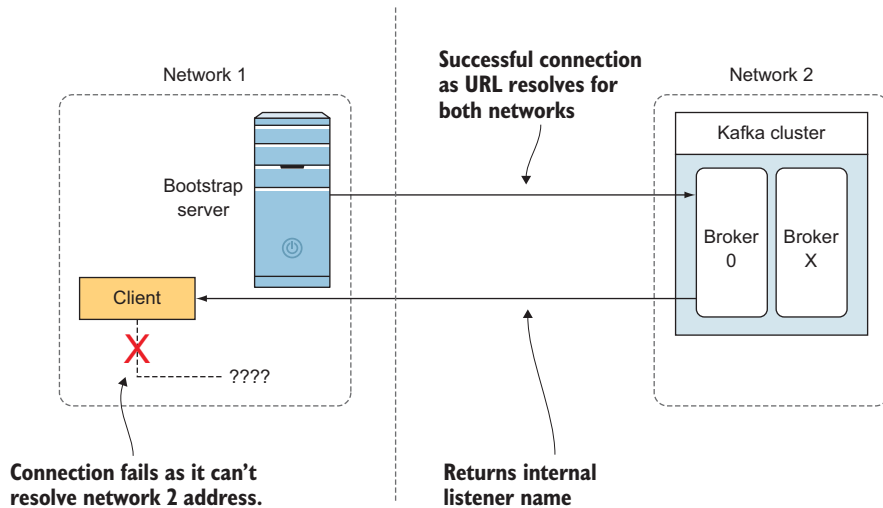 Successful connection
as URL resolves for
both networks
Network 1
Network 2
Kafka cluster
Bootstrap
server
Broker
0
Broker
X
Client
X
????
Connection fails as it can't
resolve network 2 address.
Returns internal
listener name